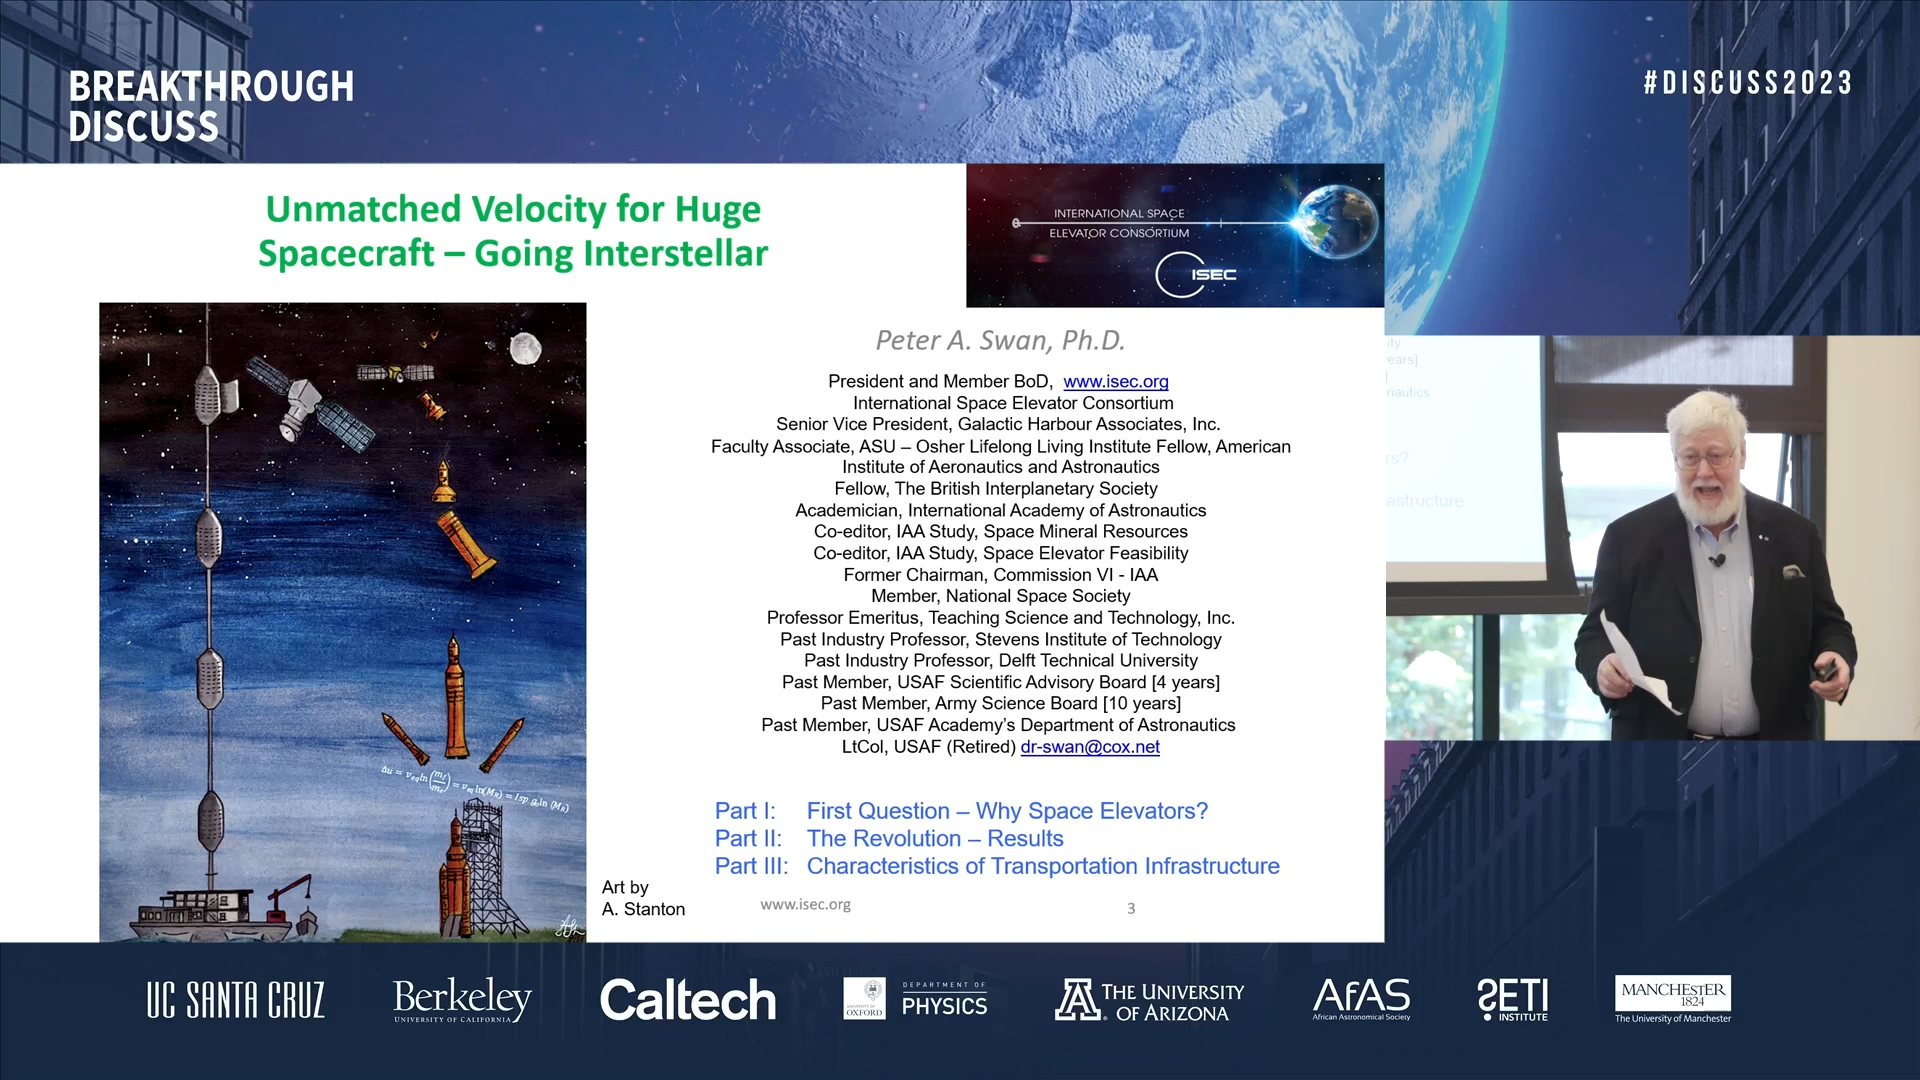 BREAKTHROUGH
DISCUSS
#DISCUSS2023
Unmatched Velocity for Huge
Spacecraft – Going Interstellar
INTERNATIONAL SPACE
ELEVATOR CONSORTIUM
ISEC
Peter A. Swan, Ph.D.
President and Member BoD, www.isec.org
International Space Elevator Consortium
Senior Vice President, Galactic Harbour Associates, Inc.
Faculty Associate, ASU – Osher Lifelong Living Institute Fellow, American
Institute of Aeronautics and Astronautics
Fellow, The British Interplanetary Society
Academician, International Academy of Astronautics
Co-editor, IAA Study, Space Mineral Resources
Co-editor, IAA Study, Space Elevator Feasibility
Former Chairman, Commission VI - IAA
Member, National Space Society
Professor Emeritus, Teaching Science and Technology, Inc.
Past Industry Professor, Stevens Institute of Technology
Past Industry Professor, Delft Technical University
Past Member, USAF Scientific Advisory Board [4 years]
Past Member, Army Science Board [10 years]
Past Member, USAF Academy's Department of Astronautics
LtCol, USAF (Retired) dr-swan@cox.net
Part I: First Question – Why Space Elevators?
Part II: The Revolution – Results
Part III: Characteristics of Transportation Infrastructure
Art by
A. Stanton
www.isec.org
3
ears]
]
nautics
rs?
astructure
UC SANTA CRUZ
Berkeley
UNIVERSITY OF CALIFORNIA
Caltech
UNIVERSITY OF
OXFORD
DEPARTMENT OF
PHYSICS
THE UNIVERSITY
OF ARIZONA
AfAS
African Astronomical Society
SETI
INSTITUTE
MANCHESTER
1824
The University of Manchester